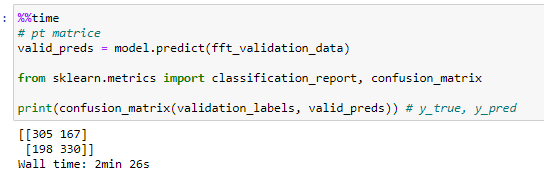 : %%time
# pt matrice
valid_preds = model.predict(fft_validation_data)
from sklearn.metrics import classification_report, confusion_matrix
print(confusion_matrix(validation_labels, valid_preds)) # y_true, y_pred
[[305 167]
[198 330]]
Wall time: 2min 26s